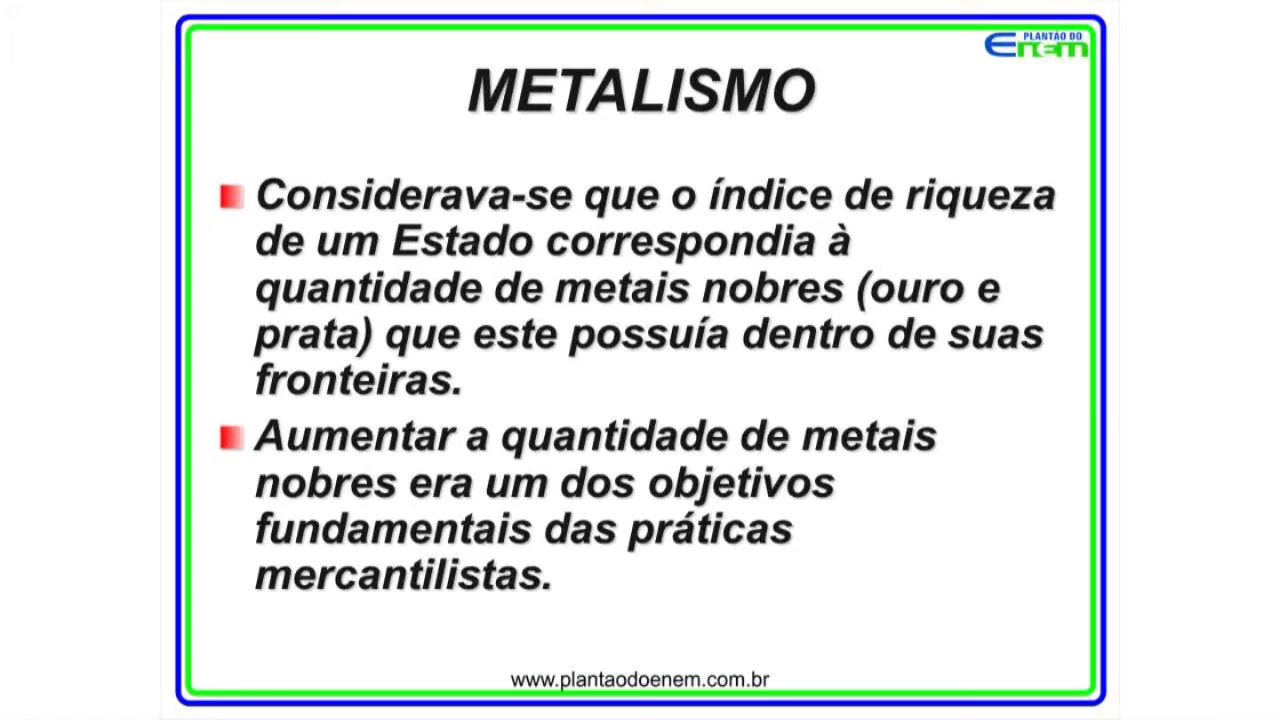 PLANTÃO DO
Enem
METALISMO
Considerava-se que o índice de riqueza
de um Estado correspondia à
quantidade de metais nobres (ouro e
prata) que este possuía dentro de suas
fronteiras.
Aumentar a quantidade de metais
nobres era um dos objetivos
fundamentais das práticas
mercantilistas.
www.plantaodoenem.com.br